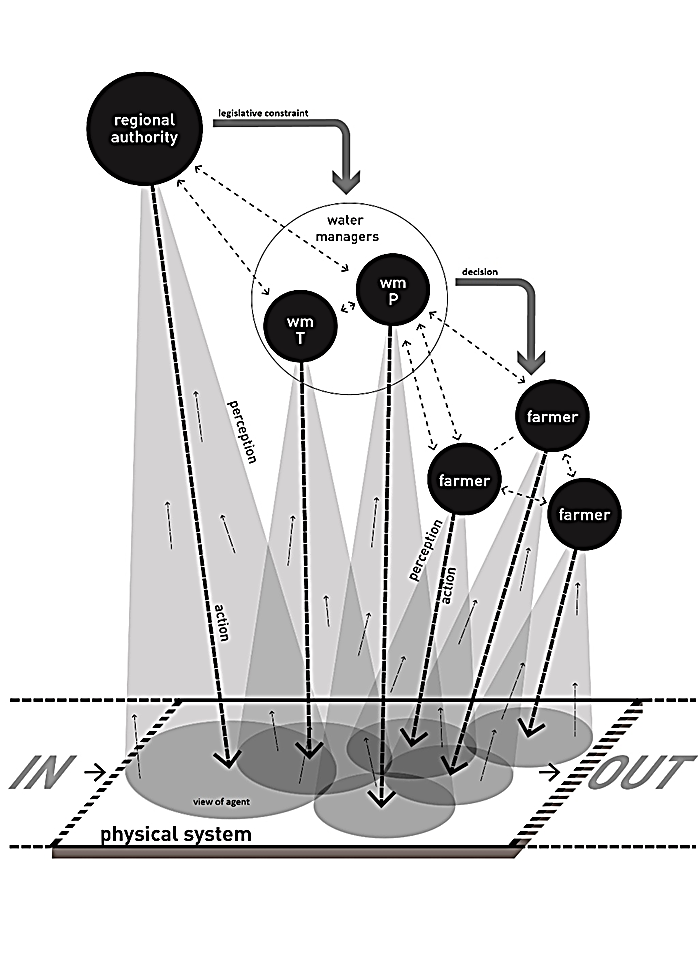 regional
authority
legislative constraint
water
managers
wm
P
wm
T
decision
farmer
farmer
farmer
perception
perception
action
action
IN
OUT
view of agent
physical system